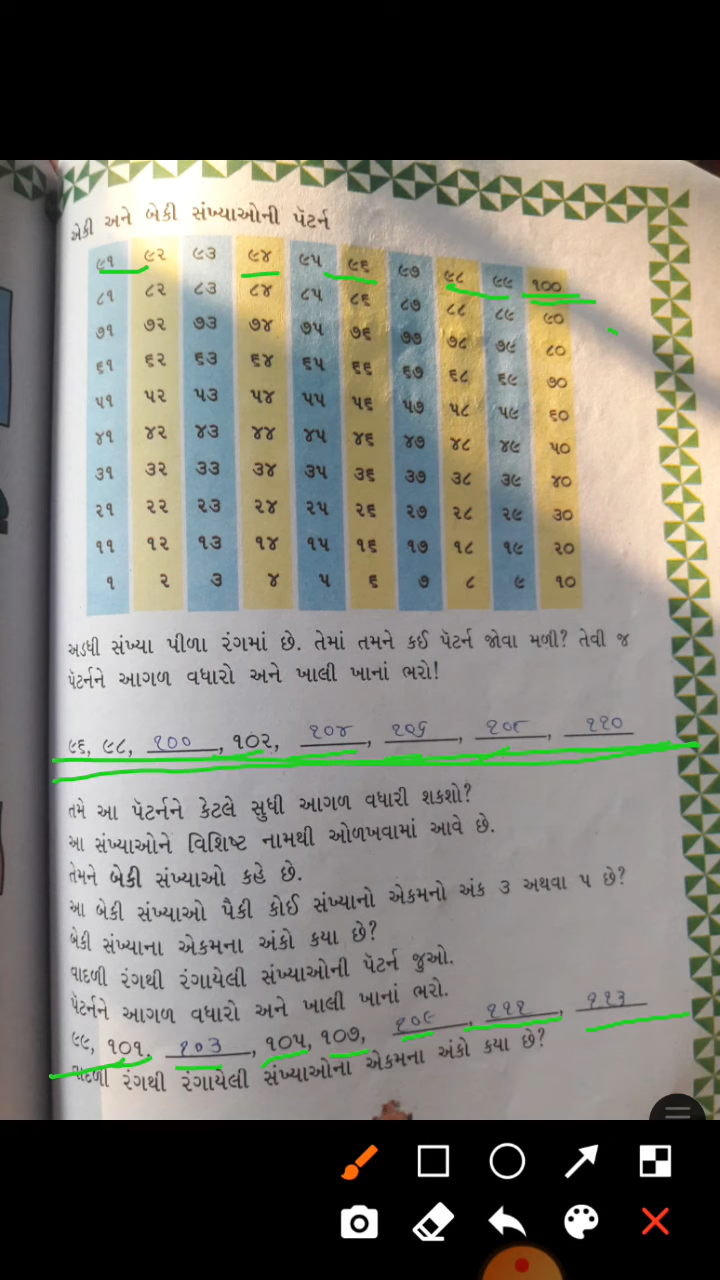 એકી અને બેકી સંખ્યાઓની પૅટર્ન
૯૧ ૯૨ ૯૩ ૯૪ ૯૫ ૯૬ ૯૭ ૯૮ ૯૯ ૧૦૦
૮૧ ૮૨ ૮૩ ૮૪ ૮૫ ૮૬ ૮૭ ૮૮ ૮૯ ૯૦
૭૧ ૭૨ ૭૩ ૭૪ ૭૫ ૭૬ ૭૭ ૭૮ ૭૯ ૮૦
૬૧ ૬૨ ૬૩ ૬૪ ૬૫ ૬૬ ૬૭ ૬૮ ૬૯ ૭૦
૫૧ ૫૨ ૫૩ ૫૪ ૫૫ ૫૬ ૫૭ ૫૮ ૫૯ ૬૦
૪૧ ૪૨ ૪૩ ૪૪ ૪૫ ૪૬ ૪૭ ૪૮ ૪૯ ૫૦
૩૧ ૩૨ ૩૩ ૩૪ ૩૫ ૩૬ ૩૭ ૩૮ ૩૯ ૪૦
૨૧ ૨૨ ૨૩ ૨૪ ૨૫ ૨૬ ૨૭ ૨૮ ૨૯ ૩૦
૧૧ ૧૨ ૧૩ ૧૪ ૧૫ ૧૬ ૧૭ ૧૮ ૧૯ ૨૦
૧ ૨ ૩ ૪ ૫ ૬ ૭ ૮ ૯ ૧૦
અડધી સંખ્યા પીળા રંગમાં છે. તેમાં તમને કઈ પૅટર્ન જોવા મળી? તેવી જ
પૅટર્નને આગળ વધારો અને ખાલી ખાનાં ભરો!
૯૬, ૯૮, ૧૦૦, ૧૦૨, ૧૦૪, ૧૦૬, ૧૦૮, ૧૧૦
તમે આ પૅટર્નને કેટલે સુધી આગળ વધારી શકશો?
આ સંખ્યાઓને વિશિષ્ટ નામથી ઓળખવામાં આવે છે.
તેમને બેકી સંખ્યાઓ કહે છે.
આ બેકી સંખ્યાઓ પૈકી કોઈ સંખ્યાનો એકમનો અંક ૩ અથવા ૫ છે?
બેકી સંખ્યાના એકમના અંકો કયા છે?
વાદળી રંગથી રંગાયેલી સંખ્યાઓની પૅટર્ન જુઓ.
પૅટર્નને આગળ વધારો અને ખાલી ખાનાં ભરો.
૯૯, ૧૦૧, ૧૦૩, ૧૦૫, ૧૦૭, ૧૦૯, ૧૧૧, ૧૧૩
વાદળી રંગથી રંગાયેલી સંખ્યાઓના એકમના અંકો કયા છે?